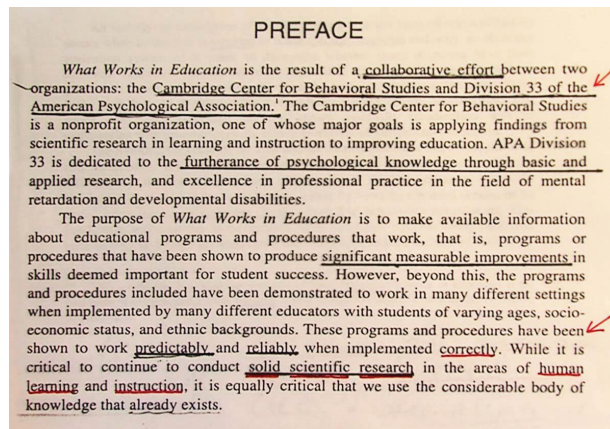 PREFACE
What Works in Education is the result of a collaborative effort between two
organizations: the Cambridge Center for Behavioral Studies and Division 33 of the
American Psychological Association.¹ The Cambridge Center for Behavioral Studies
is a nonprofit organization, one of whose major goals is applying findings from
scientific research in learning and instruction to improving education. APA Division
33 is dedicated to the furtherance of psychological knowledge through basic and
applied research, and excellence in professional practice in the field of mental
retardation and developmental disabilities.
The purpose of What Works in Education is to make available information
about educational programs and procedures that work, that is, programs or
procedures that have been shown to produce significant measurable improvements in
skills deemed important for student success. However, beyond this, the programs
and procedures included have been demonstrated to work in many different settings
when implemented by many different educators with students of varying ages, socio-
economic status, and ethnic backgrounds. These programs and procedures have been
shown to work predictably and reliably when implemented correctly. While it is
critical to continue to conduct solid scientific research in the areas of human
learning and instruction, it is equally critical that we use the considerable body of
knowledge that already exists.